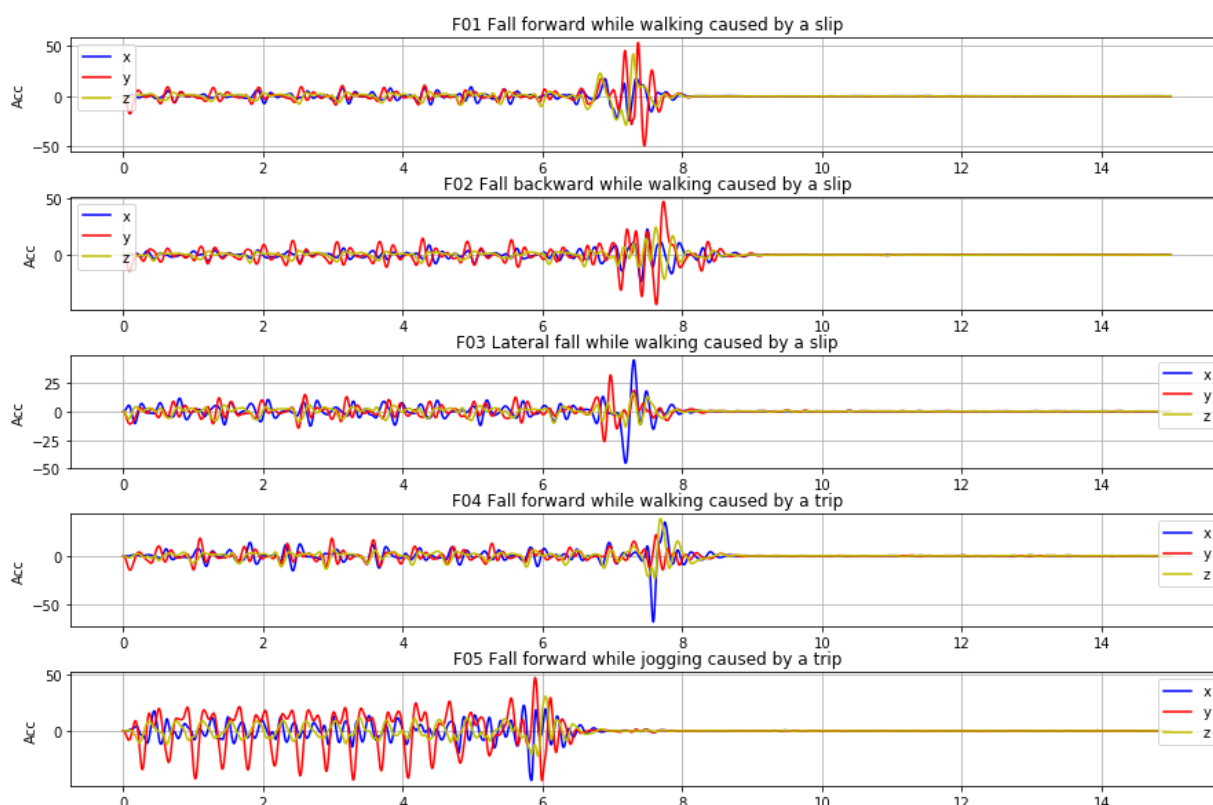 F01 Fall forward while walking caused by a slip
50
0
−50
Acc
x
y
z
0 2 4 6 8 10 12 14
F02 Fall backward while walking caused by a slip
50
0
Acc
x
y
z
0 2 4 6 8 10 12 14
F03 Lateral fall while walking caused by a slip
25
0
−25
−50
Acc
x
y
z
0 2 4 6 8 10 12 14
F04 Fall forward while walking caused by a trip
0
−50
Acc
x
y
z
0 2 4 6 8 10 12 14
F05 Fall forward while jogging caused by a trip
50
0
Acc
x
y
z
0 2 4 6 8 10 12 14